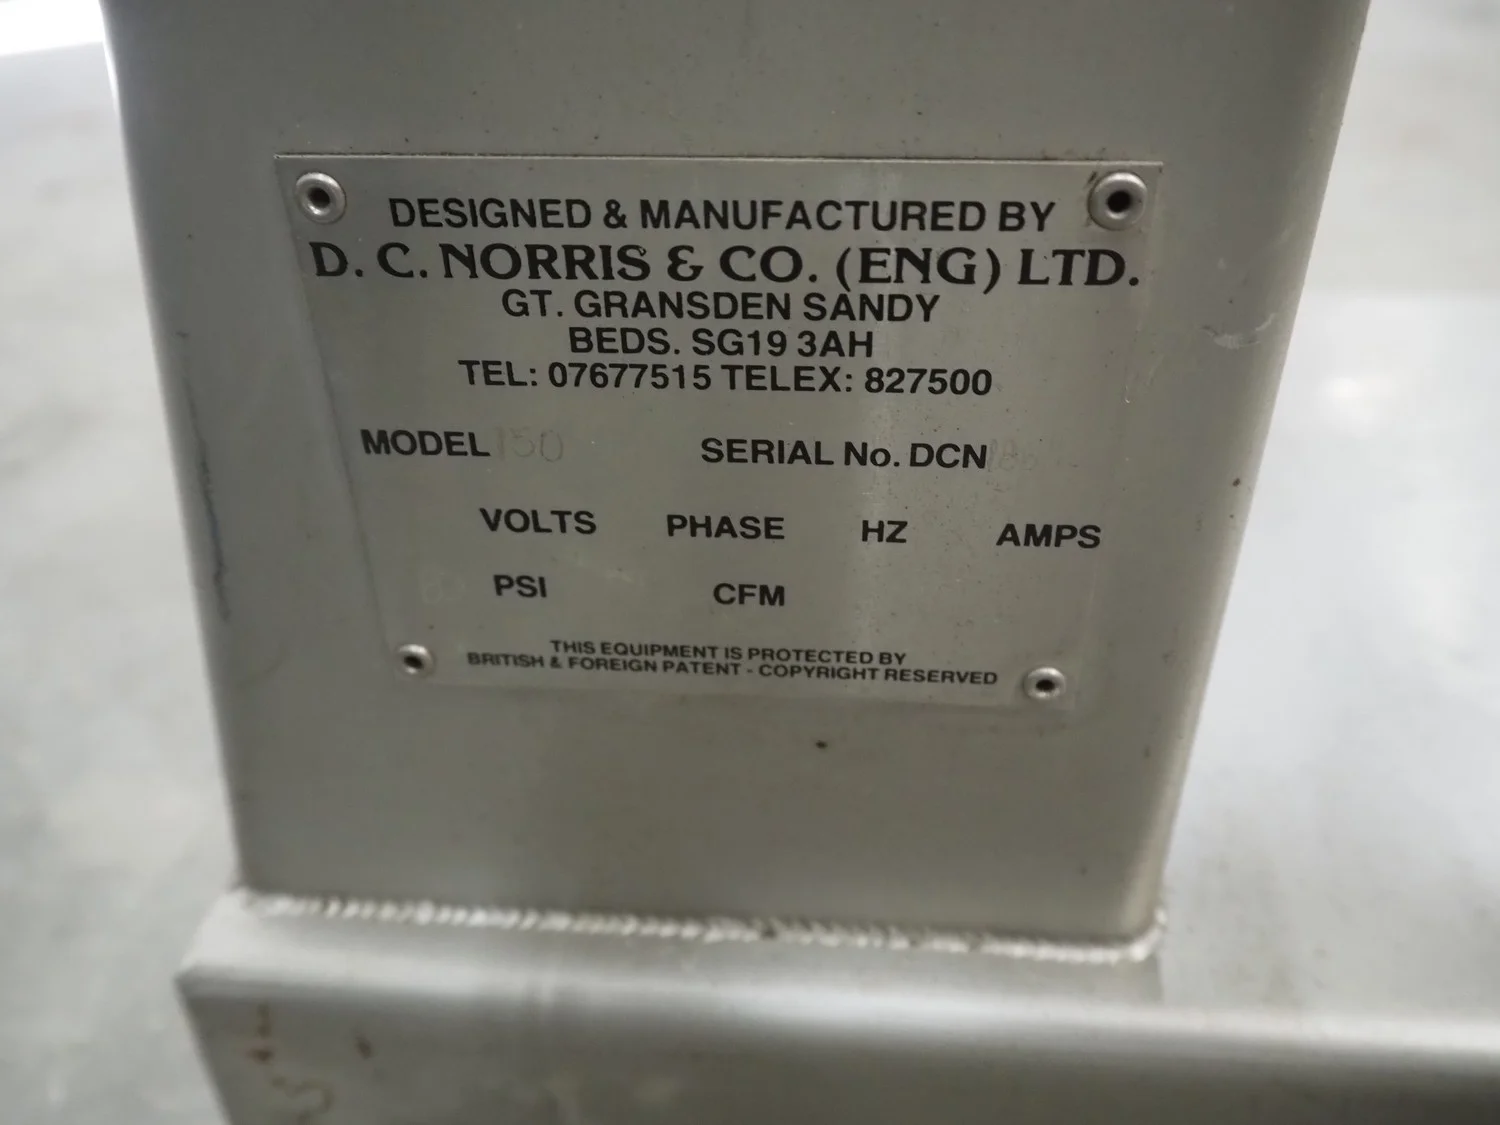 DESIGNED & MANUFACTURED BY
D. C. NORRIS & CO. (ENG) LTD.
GT. GRANSDEN SANDY
BEDS. SG19 3AH
TEL: 07677515 TELEX: 827500
MODEL 150 SERIAL No. DCN
VOLTS PHASE HZ AMPS
PSI CFM
THIS EQUIPMENT IS PROTECTED BY
BRITISH & FOREIGN PATENT - COPYRIGHT RESERVED